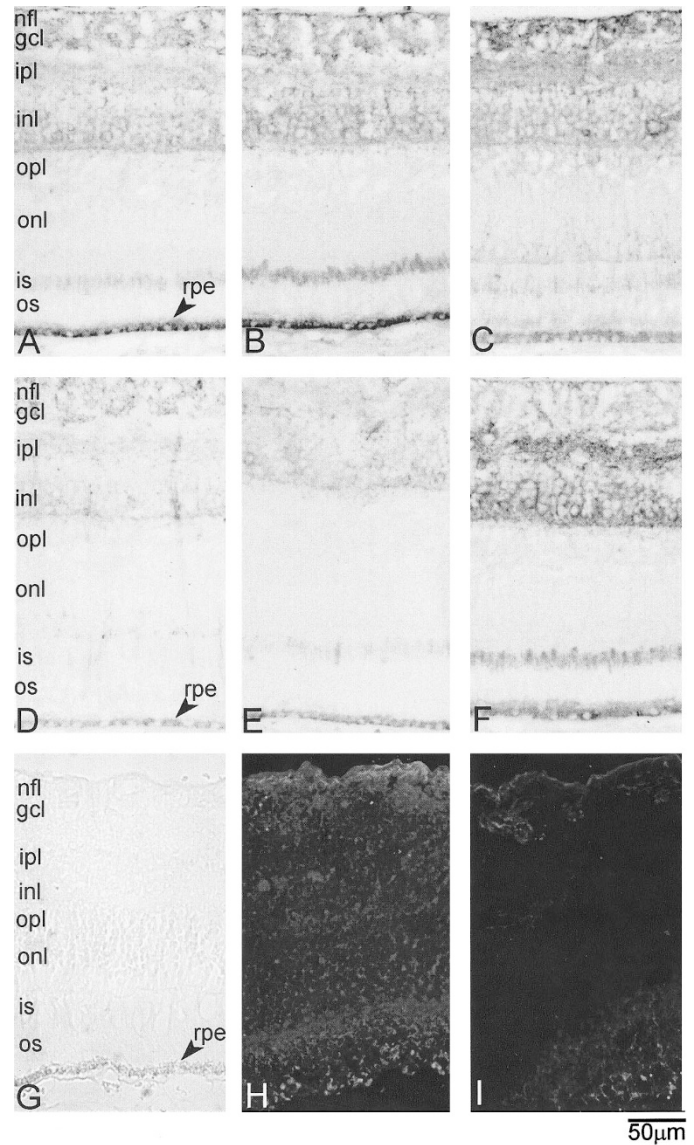 nfl
gcl
ipl
inl
opl
onl
is
os
rpe
A
B
C
nfl
gcl
ipl
inl
opl
onl
is
os
rpe
D
E
F
nfl
gcl
ipl
inl
opl
onl
is
os
rpe
G
H
I
50μm